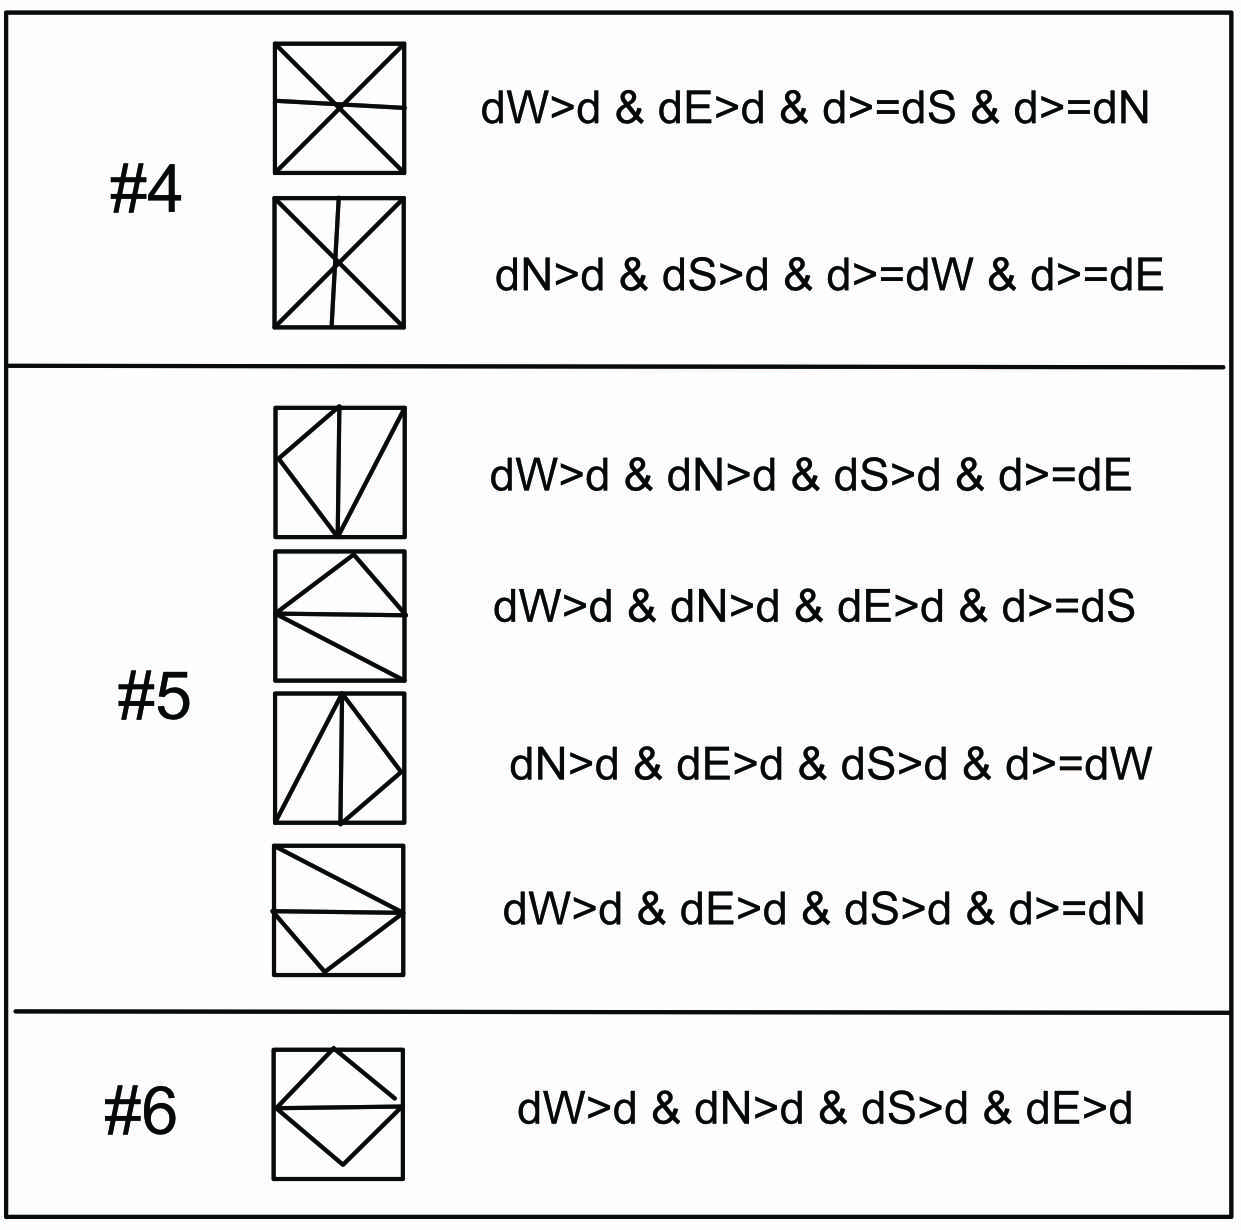 dW>d & dE>d & d>=dS & d>=dN
#4
dN>d & dS>d & d>=dW & d>=dE
dW>d & dN>d & dS>d & d>=dE
dW>d & dN>d & dE>d & d>=dS
#5
dN>d & dE>d & dS>d & d>=dW
dW>d & dE>d & dS>d & d>=dN
#6
dW>d & dN>d & dS>d & dE>d